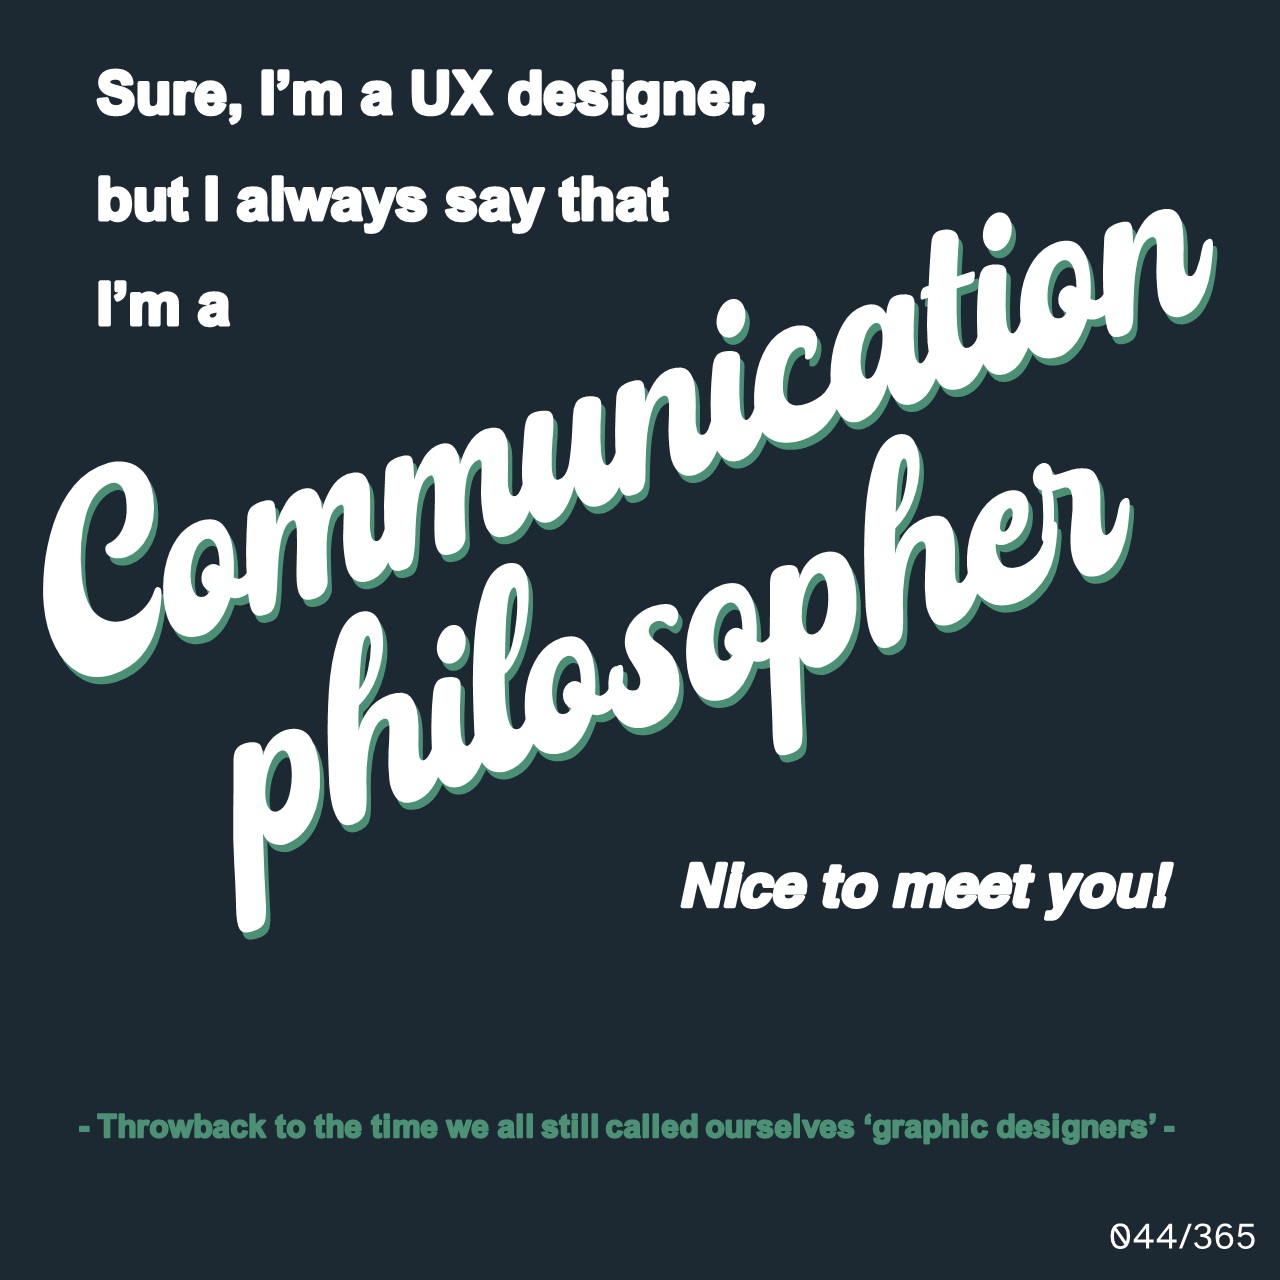 Sure, I’m a UX designer,
but I always say that
I’m a
Communication
philosopher
Nice to meet you!
- Throwback to the time we all still called ourselves ‘graphic designers’ -
044/365